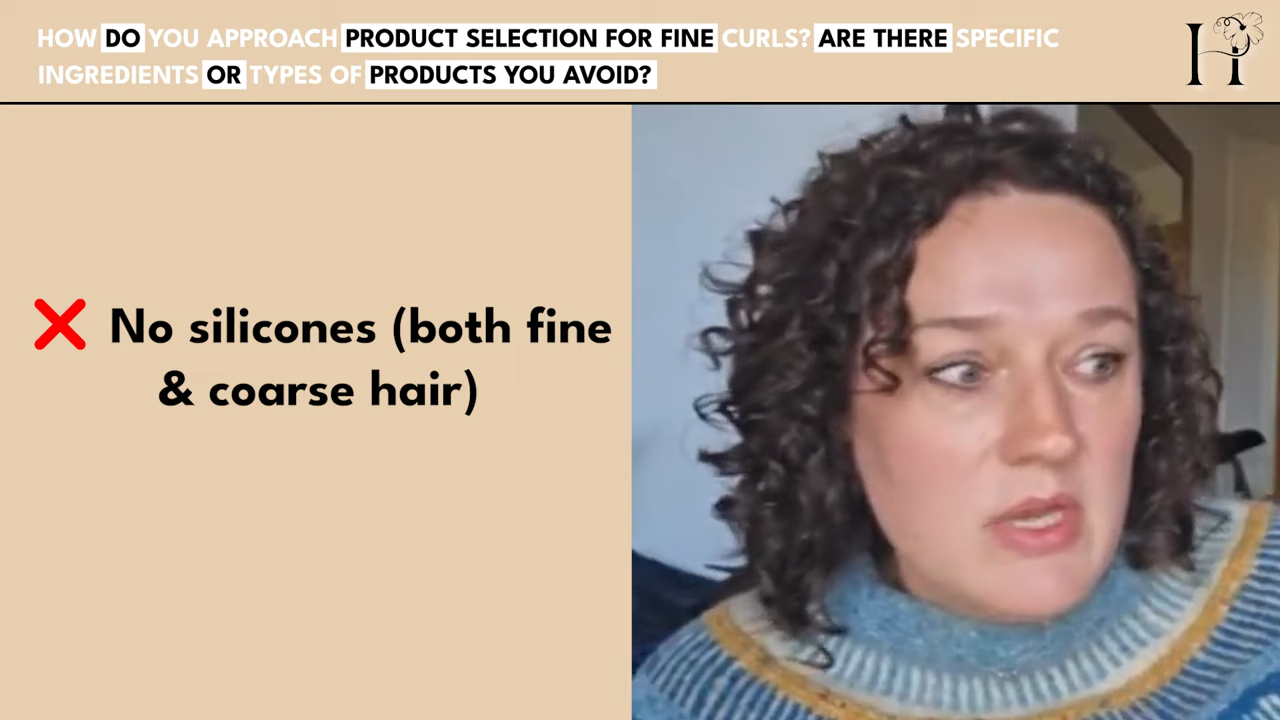 HOW DO YOU APPROACH PRODUCT SELECTION FOR FINE CURLS? ARE THERE SPECIFIC
INGREDIENTS OR TYPES OF PRODUCTS YOU AVOID?
H
❌ No silicones (both fine
& coarse hair)